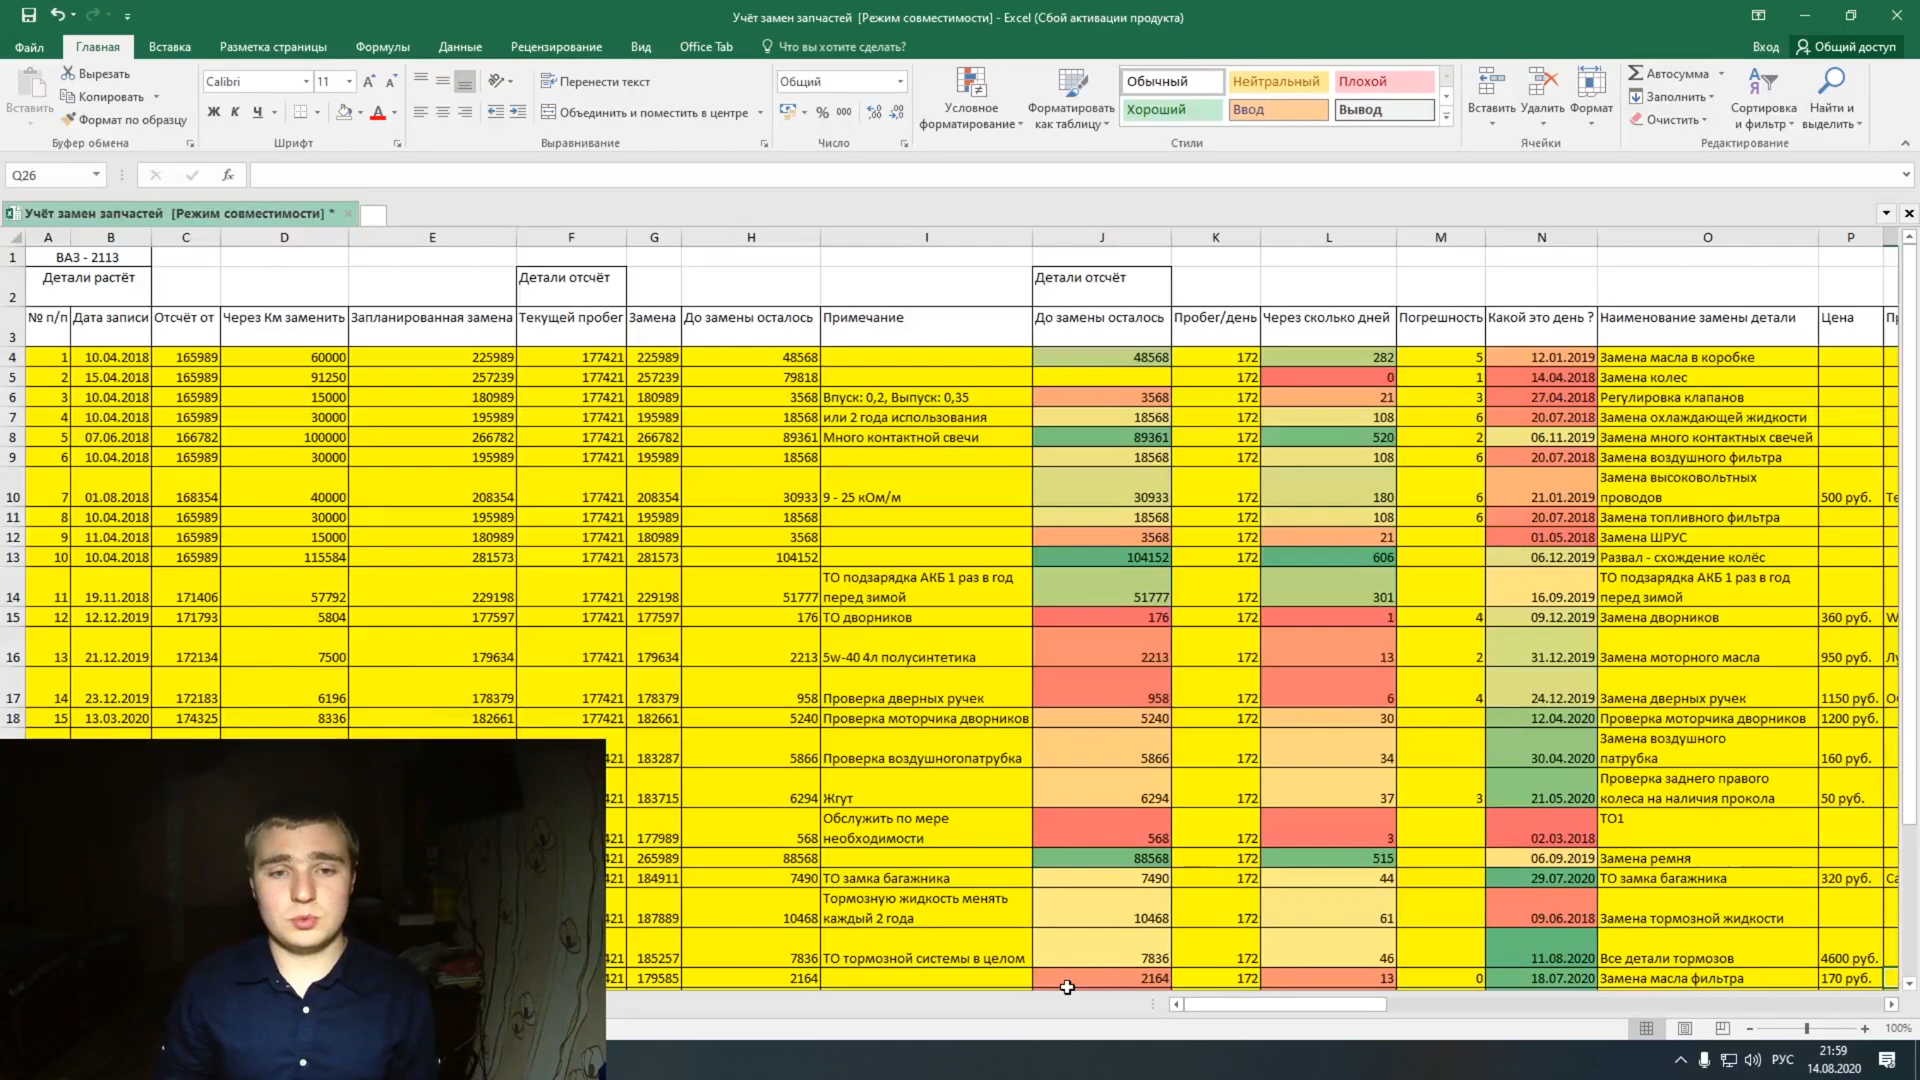 Учёт замен запчастей [Режим совместимости] - Excel (Сбой активации продукта)
Файл Главная Вставка Разметка страницы Формулы Данные Рецензирование Вид Office Tab Что вы хотите сделать? Вход Общий доступ
Вставить
Вырезать
Копировать
Формат по образцу
Буфер обмена
Calibri 11
Ж К Ч
Шрифт
Перенести текст
Объединить и поместить в центре
Выравнивание
Общий
% 000
Число
Условное форматирование
Форматировать как таблицу
Обычный Нейтральный Плохой
Хороший Ввод Вывод
Стили
Вставить Удалить Формат
Ячейки
Автосумма
Заполнить
Очистить
Сортировка и фильтр
Найти и выделить
Редактирование
Q26 fx
Учёт замен запчастей [Режим совместимости] *
A B C D E F G H I J K L M N O P
1 ВАЗ - 2113
2 Детали растёт Детали отсчёт Детали отсчёт
3 № п/п Дата записи Отсчёт от Через Км заменить Запланированная замена Текущей пробег Замена До замены осталось Примечание До замены осталось Пробег/день Через сколько дней Погрешность Какой это день ? Наименование замены детали Цена
4 1 10.04.2018 165989 60000 225989 177421 225989 48568 48568 172 282 5 12.01.2019 Замена масла в коробке
5 2 15.04.2018 165989 91250 257239 177421 257239 79818 172 0 1 14.04.2018 Замена колес
6 3 10.04.2018 165989 15000 180989 177421 180989 3568 Впуск: 0,2, Выпуск: 0,35 3568 172 21 3 27.04.2018 Регулировка клапанов
7 4 10.04.2018 165989 30000 195989 177421 195989 18568 или 2 года использования 18568 172 108 6 20.07.2018 Замена охлаждающей жидкости
8 5 07.06.2018 166782 100000 266782 177421 266782 89361 Много контактной свечи 89361 172 520 2 06.11.2019 Замена много контактных свечей
9 6 10.04.2018 165989 30000 195989 177421 195989 18568 18568 172 108 6 20.07.2018 Замена воздушного фильтра
10 7 01.08.2018 168354 40000 208354 177421 208354 30933 9 - 25 кОм/м 30933 172 180 6 21.01.2019 Замена высоковольтных проводов 500 руб. Те
11 8 10.04.2018 165989 30000 195989 177421 195989 18568 18568 172 108 6 20.07.2018 Замена топливного фильтра
12 9 11.04.2018 165989 15000 180989 177421 180989 3568 3568 172 21 01.05.2018 Замена ШРУС
13 10 10.04.2018 165989 115584 281573 177421 281573 104152 104152 172 606 06.12.2019 Развал - схождение колёс
14 11 19.11.2018 171406 57792 229198 177421 229198 51777 ТО подзарядка АКБ 1 раз в год перед зимой 51777 172 301 16.09.2019 ТО подзарядка АКБ 1 раз в год перед зимой
15 12 12.12.2019 171793 5804 177597 177421 177597 176 ТО дворников 176 172 1 4 09.12.2019 Замена дворников 360 руб. W
16 13 21.12.2019 172134 7500 179634 177421 179634 2213 5w-40 4л полусинтетика 2213 172 13 2 31.12.2019 Замена моторного масла 950 руб. Лу
17 14 23.12.2019 172183 6196 178379 177421 178379 958 Проверка дверных ручек 958 172 6 4 24.12.2019 Замена дверных ручек 1150 руб.
18 15 13.03.2020 174325 8336 182661 177421 182661 5240 Проверка моторчика дворников 5240 172 30 12.04.2020 Проверка моторчика дворников 1200 руб.
421 183287 5866 Проверка воздушногопатрубка 5866 172 34 30.04.2020 Замена воздушного патрубка 160 руб.
421 183715 6294 Жгут 6294 172 37 3 21.05.2020 Проверка заднего правого колеса на наличия прокола 50 руб.
421 177989 568 Обслужить по мере необходимости 568 172 3 02.03.2018 ТО1
421 265989 88568 88568 172 515 06.09.2019 Замена ремня
421 184911 7490 ТО замка багажника 7490 172 44 29.07.2020 ТО замка багажника 320 руб. Са
421 187889 10468 Тормозную жидкость менять каждый 2 года 10468 172 61 09.06.2018 Замена тормозной жидкости
421 185257 7836 ТО тормозной системы в целом 7836 172 46 11.08.2020 Все детали тормозов 4600 руб.
421 179585 2164 2164 172 13 0 18.07.2020 Замена масла фильтра 170 руб.
100%
РУС 21:59
14.08.2020